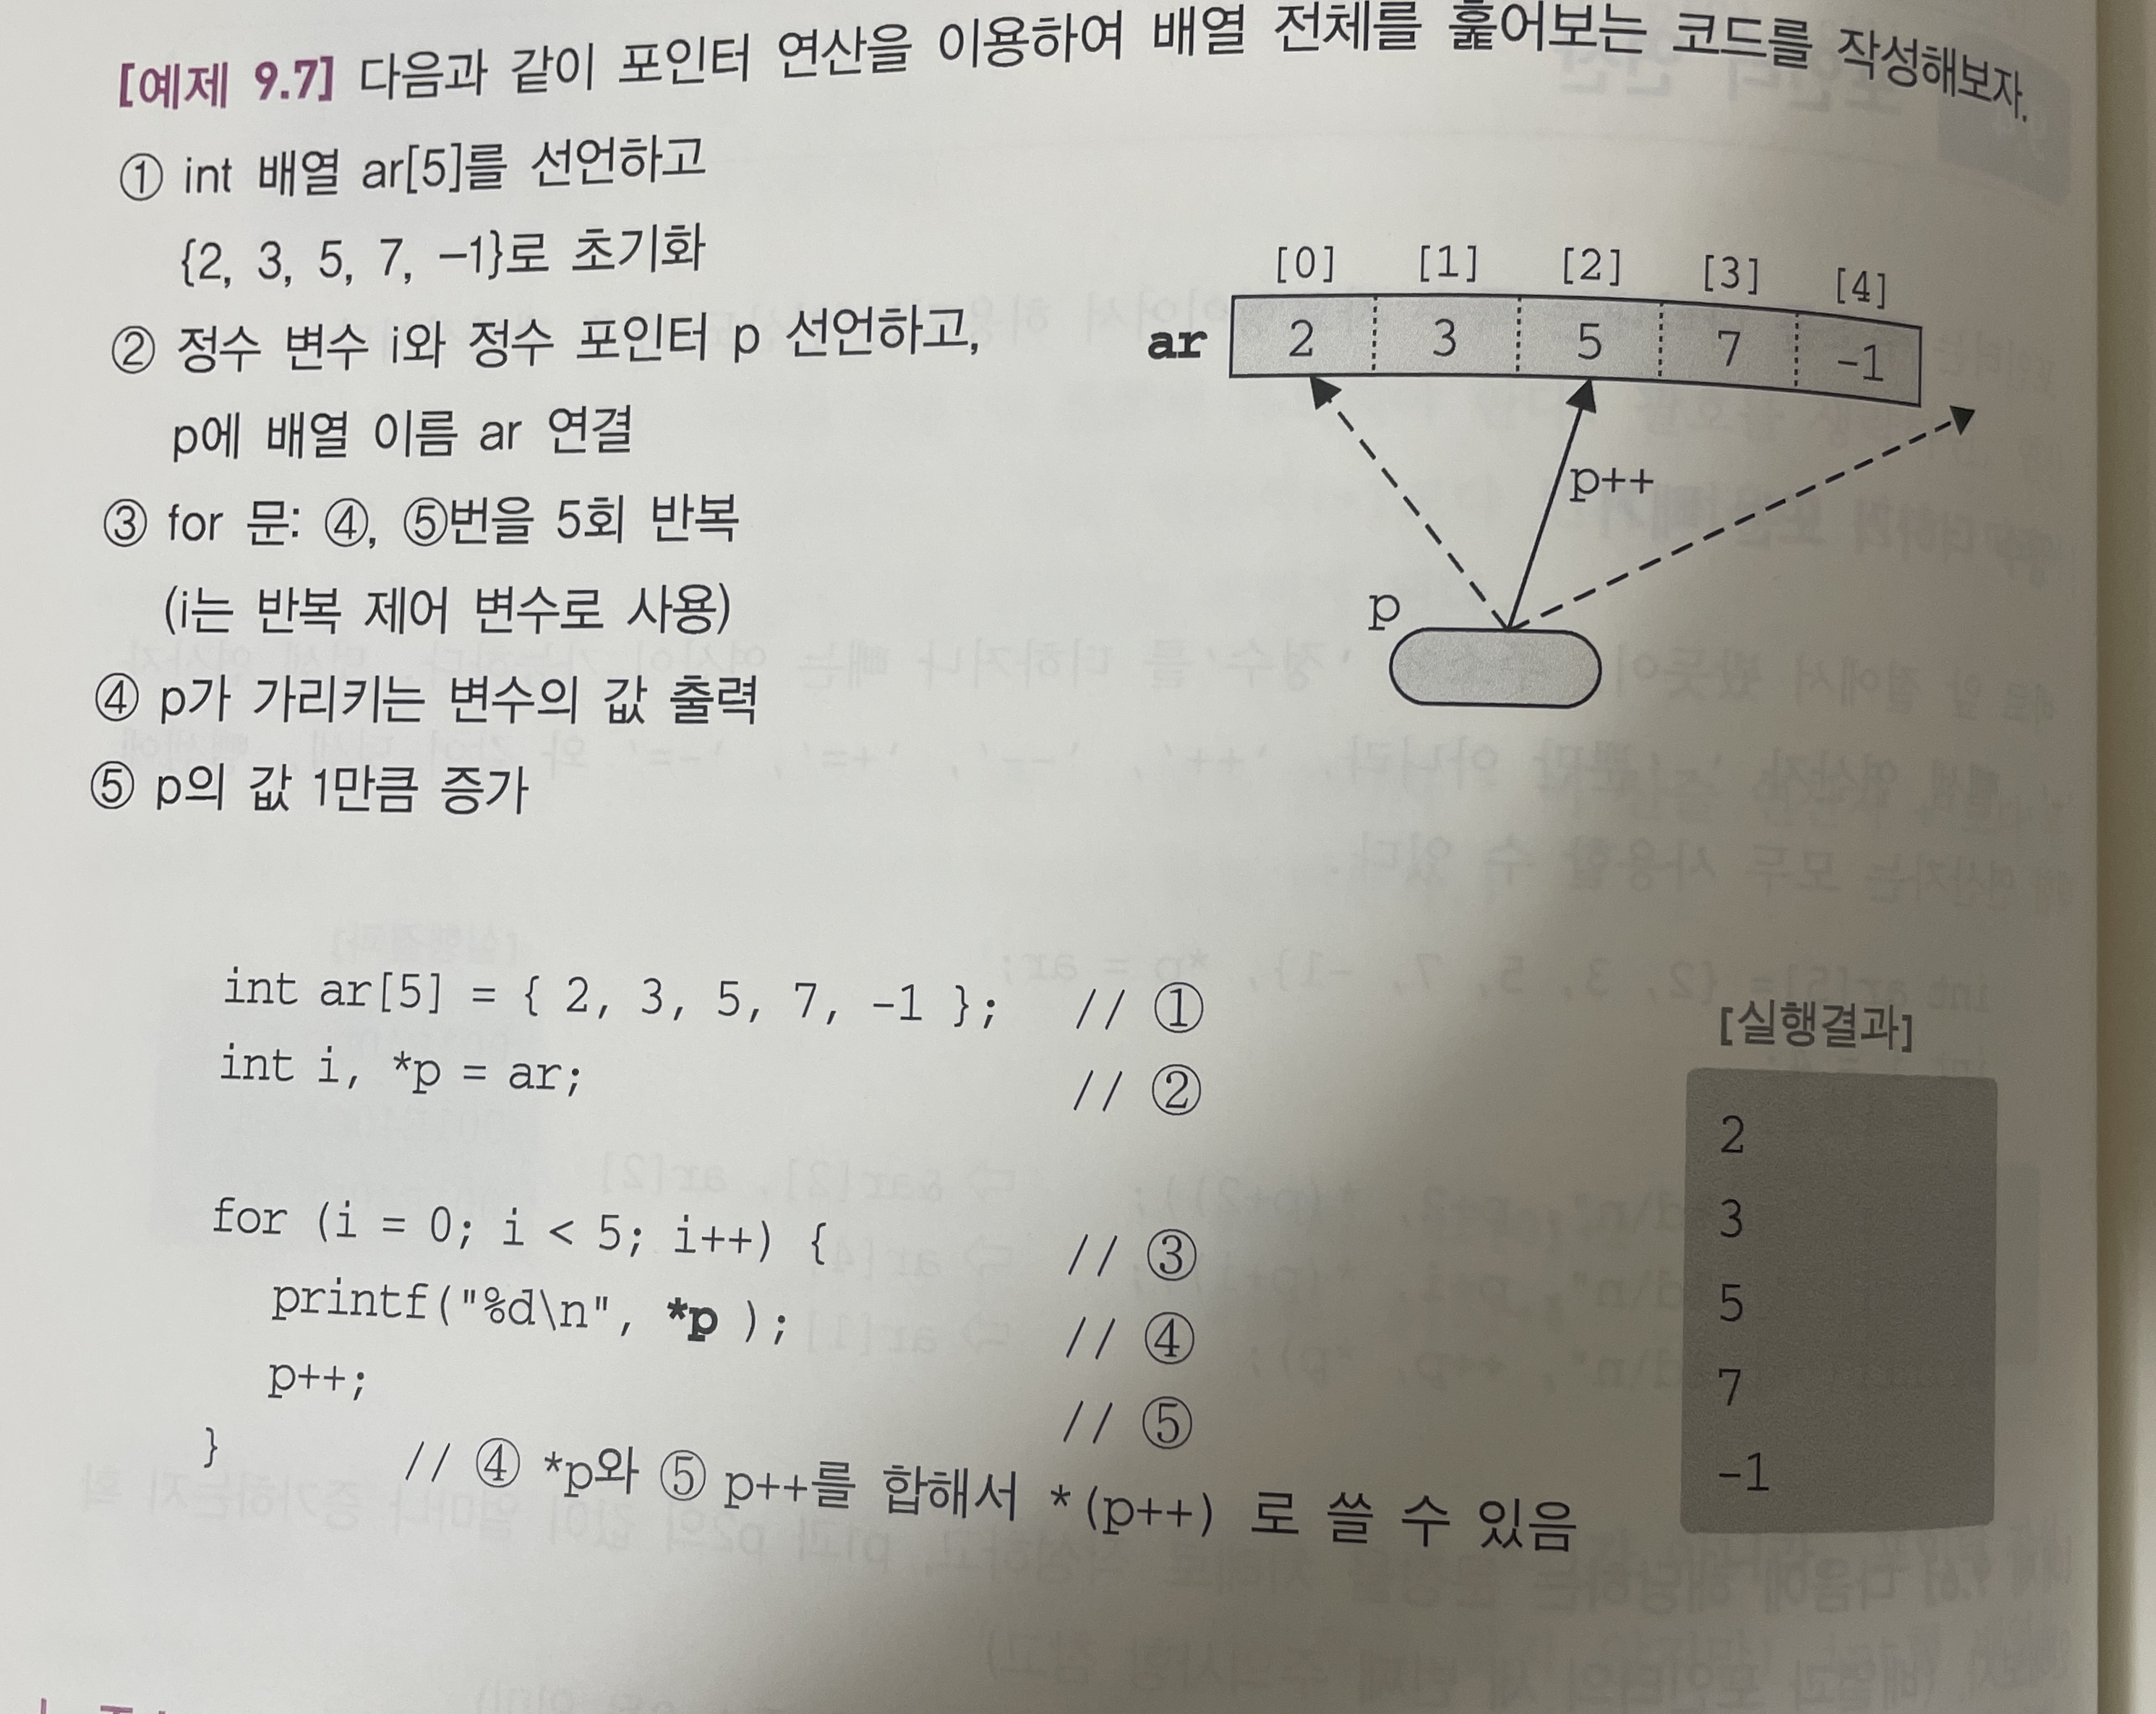 [예제 9.7] 다음과 같이 포인터 연산을 이용하여 배열 전체를 훑어보는 코드를 작성해보자.
① int 배열 ar[5]를 선언하고
{2, 3, 5, 7, -1}로 초기화
② 정수 변수 i와 정수 포인터 p 선언하고,
p에 배열 이름 ar 연결
③ for 문: ④, ⑤번을 5회 반복
(i는 반복 제어 변수로 사용)
④ p가 가리키는 변수의 값 출력
⑤ p의 값 1만큼 증가
[0] [1] [2] [3] [4]
ar 2 3 5 7 -1
p++
p
int ar[5] = { 2, 3, 5, 7, -1 }; // ①
int i, *p = ar; // ②
for (i = 0; i < 5; i++) { // ③
printf("%d\n", *p ); // ④
p++; // ⑤
} // ④ *p와 ⑤ p++를 합해서 *(p++) 로 쓸 수 있음
[실행결과]
2
3
5
7
-1